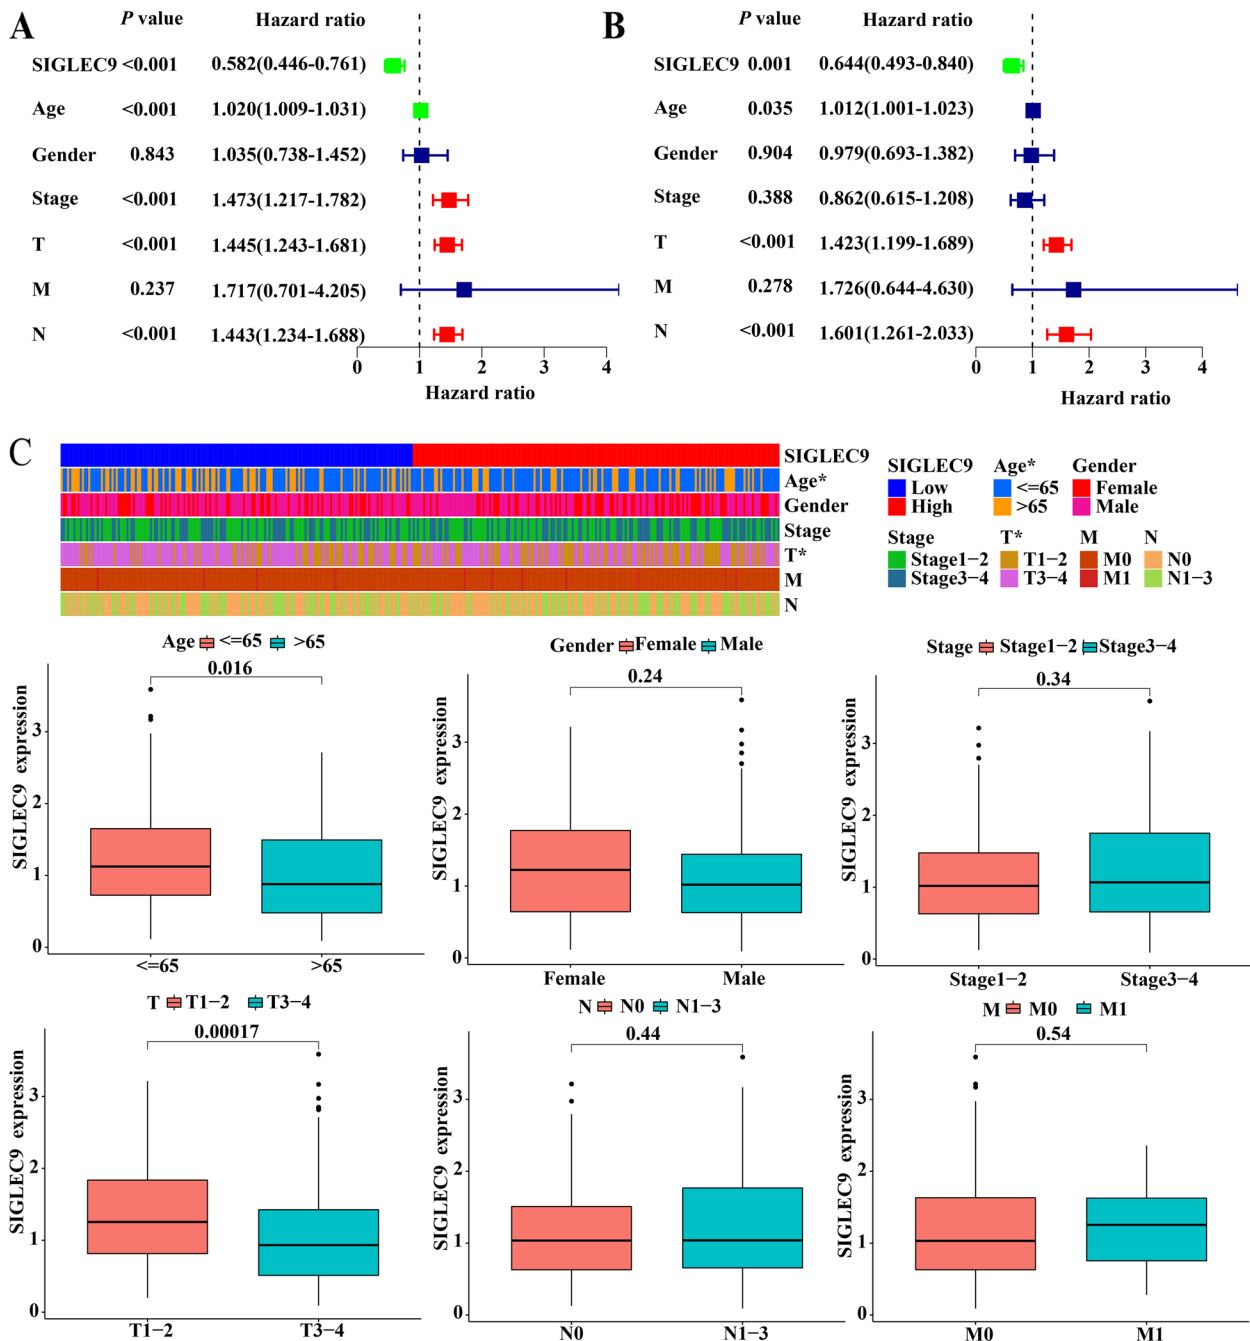 A
P value Hazard ratio
SIGLEC9 <0.001 0.582(0.446-0.761)
Age <0.001 1.020(1.009-1.031)
Gender 0.843 1.035(0.738-1.452)
Stage <0.001 1.473(1.217-1.782)
T <0.001 1.445(1.243-1.681)
M 0.237 1.717(0.701-4.205)
N <0.001 1.443(1.234-1.688)
0 1 2 3 4
Hazard ratio
B
P value Hazard ratio
SIGLEC9 0.001 0.644(0.493-0.840)
Age 0.035 1.012(1.001-1.023)
Gender 0.904 0.979(0.693-1.382)
Stage 0.388 0.862(0.615-1.208)
T <0.001 1.423(1.199-1.689)
M 0.278 1.726(0.644-4.630)
N <0.001 1.601(1.261-2.033)
0 1 2 3 4
Hazard ratio
C
SIGLEC9
Age*
Gender
Stage
T*
M
N
SIGLEC9 Age* Gender
Low <=65 Female
High >65 Male
Stage T* M N
Stage1−2 T1−2 M0 N0
Stage3−4 T3−4 M1 N1−3
Age <=65 >65
0.016
SIGLEC9 expression
3
2
1
0
<=65 >65
Gender Female Male
0.24
SIGLEC9 expression
3
2
1
0
Female Male
Stage Stage1−2 Stage3−4
0.34
SIGLEC9 expression
3
2
1
0
Stage1−2 Stage3−4
T T1−2 T3−4
0.00017
SIGLEC9 expression
3
2
1
0
T1−2 T3−4
N N0 N1−3
0.44
SIGLEC9 expression
3
2
1
0
N0 N1−3
M M0 M1
0.54
SIGLEC9 expression
3
2
1
0
M0 M1